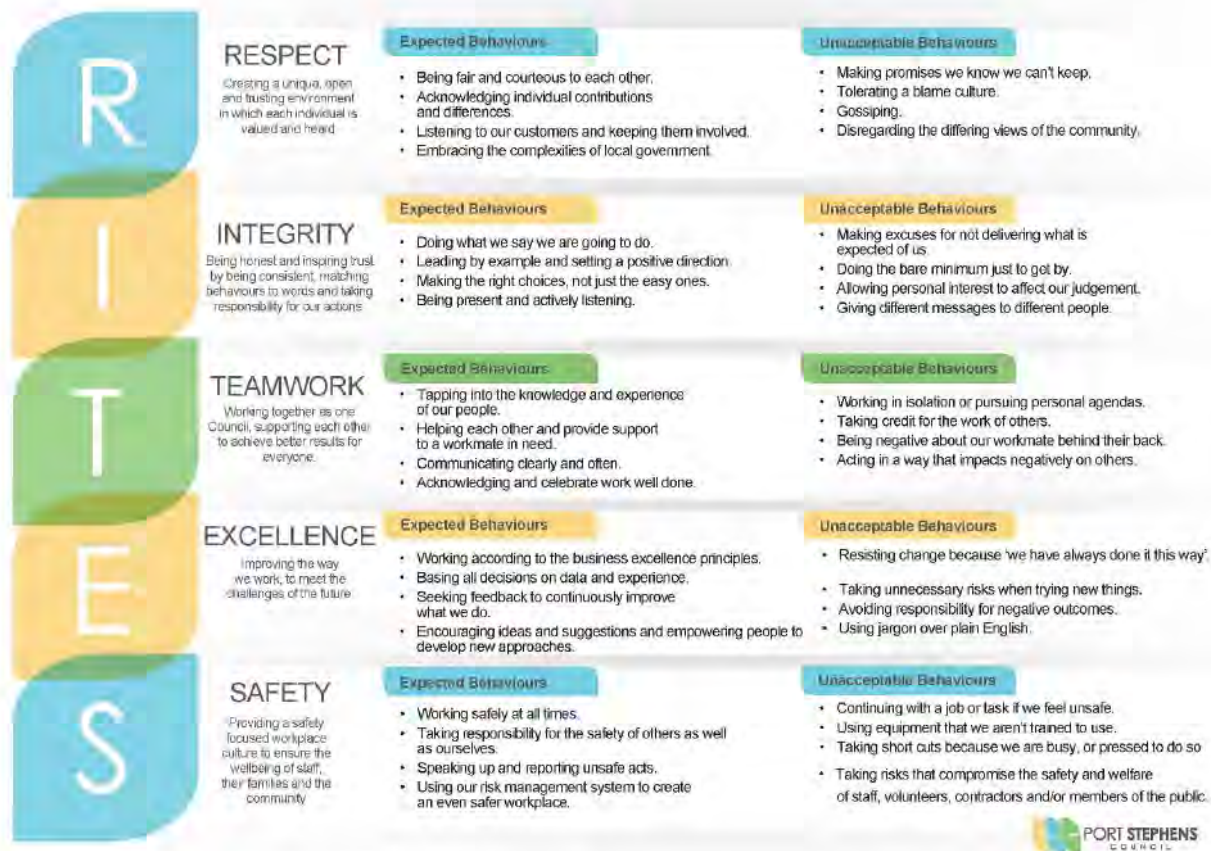 R
RESPECT
Creating a unique, open
and trusting environment
in which each individual is
valued and heard
Expected Behaviours
• Being fair and courteous to each other.
• Acknowledging individual contributions
and differences.
• Listening to our customers and keeping them involved.
• Embracing the complexities of local government.
Unacceptable Behaviours
• Making promises we know we can't keep.
• Tolerating a blame culture.
• Gossiping.
• Disregarding the differing views of the community.
I
INTEGRITY
Being honest and inspiring trust
by being consistent, matching
behaviours to words and taking
responsibility for our actions
Expected Behaviours
• Doing what we say we are going to do.
• Leading by example and setting a positive direction.
• Making the right choices, not just the easy ones.
• Being present and actively listening.
Unacceptable Behaviours
• Making excuses for not delivering what is
expected of us
• Doing the bare minimum just to get by.
• Allowing personal interest to affect our judgement.
• Giving different messages to different people.
T
TEAMWORK
Working together as one
Council, supporting each other
to achieve better results for
everyone.
Expected Behaviours
• Tapping into the knowledge and experience
of our people.
• Helping each other and provide support
to a workmate in need.
• Communicating clearly and often.
• Acknowledging and celebrate work well done.
Unacceptable Behaviours
• Working in isolation or pursuing personal agendas.
• Taking credit for the work of others.
• Being negative about our workmate behind their back.
• Acting in a way that impacts negatively on others.
E
EXCELLENCE
Improving the way
we work, to meet the
challenges of the future
Expected Behaviours
• Working according to the business excellence principles.
• Basing all decisions on data and experience.
• Seeking feedback to continuously improve
what we do.
• Encouraging ideas and suggestions and empowering people to
develop new approaches.
Unacceptable Behaviours
• Resisting change because 'we have always done it this way'.
• Taking unnecessary risks when trying new things.
• Avoiding responsibility for negative outcomes.
• Using jargon over plain English.
S
SAFETY
Providing a safety
focused workplace
culture to ensure the
wellbeing of staff,
their families and the
community
Expected Behaviours
• Working safely at all times.
• Taking responsibility for the safety of others as well
as ourselves.
• Speaking up and reporting unsafe acts.
• Using our risk management system to create
an even safer workplace.
Unacceptable Behaviours
• Continuing with a job or task if we feel unsafe.
• Using equipment that we aren't trained to use.
• Taking short cuts because we are busy, or pressed to do so
• Taking risks that compromise the safety and welfare
of staff, volunteers, contractors and/or members of the public.
PORT STEPHENS
COUNCIL